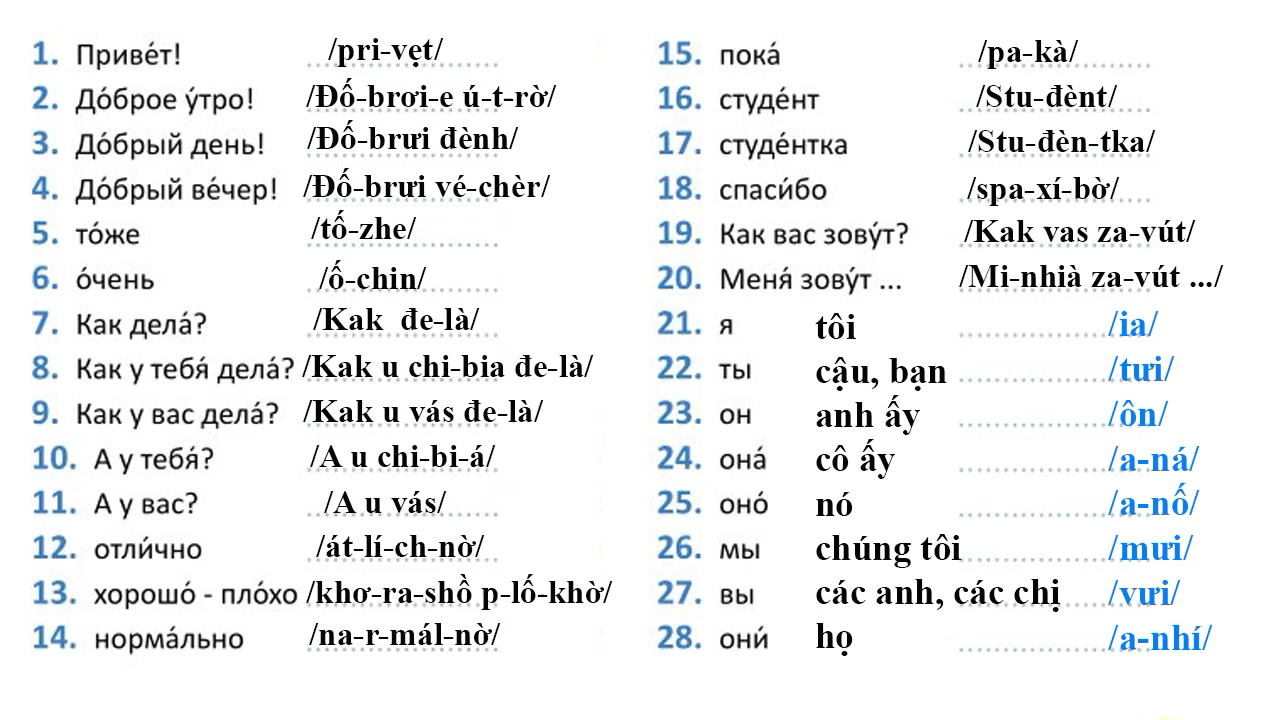 1. Приве́т! /pri-vẹt/
2. До́брое у́тро! /Đố-brơi-e ú-t-rờ/
3. До́брый день! /Đố-brưi đènh/
4. До́брый ве́чер! /Đố-brưi vé-chèr/
5. то́же /tố-zhe/
6. о́чень /ố-chin/
7. Как дела́? /Kak đe-là/
8. Как у тебя́ дела́? /Kak u chi-bia đe-là/
9. Как у вас дела́? /Kak u vás đe-là/
10. А у тебя́? /A u chi-bi-á/
11. А у вас? /A u vás/
12. отли́чно /át-lí-ch-nờ/
13. хорошо́ - пло́хо /khơ-ra-shồ p-lố-khờ/
14. норма́льно /na-r-mál-nờ/
15. пока́ /pa-kà/
16. студе́нт /Stu-đènt/
17. студе́нтка /Stu-đèn-tka/
18. спаси́бо /spa-xí-bờ/
19. Как вас зову́т? /Kak vas za-vút/
20. Меня́ зову́т ... /Mi-nhià za-vút .../
21. я tôi /ia/
22. ты cậu, bạn /tưi/
23. он anh ấy /ôn/
24. она́ cô ấy /a-ná/
25. оно́ nó /a-nố/
26. мы chúng tôi /mưi/
27. вы các anh, các chị /vưi/
28. они́ họ /a-nhí/